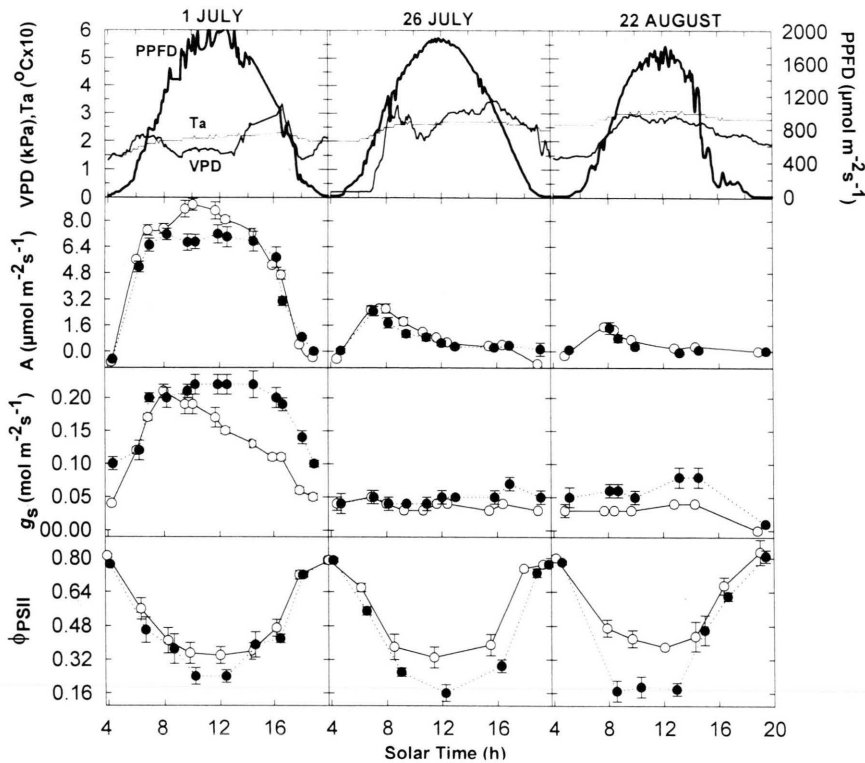 1 JULY 26 JULY 22 AUGUST
VPD (kPa),Ta (°Cx10)
6
5
4
3
2
1
0
PPFD
Ta
VPD
2000
1600
1200
800
400
0
PPFD (μmol m⁻²s⁻¹)
A (μmol m⁻²s⁻¹)
8.0
6.4
4.8
3.2
1.6
0.0
gs (mol m⁻²s⁻¹)
0.20
0.15
0.10
0.05
00.00
ϕPSII
0.80
0.64
0.48
0.32
0.16
4 8 12 16 4 8 12 16 4 8 12 16 20
Solar Time (h)